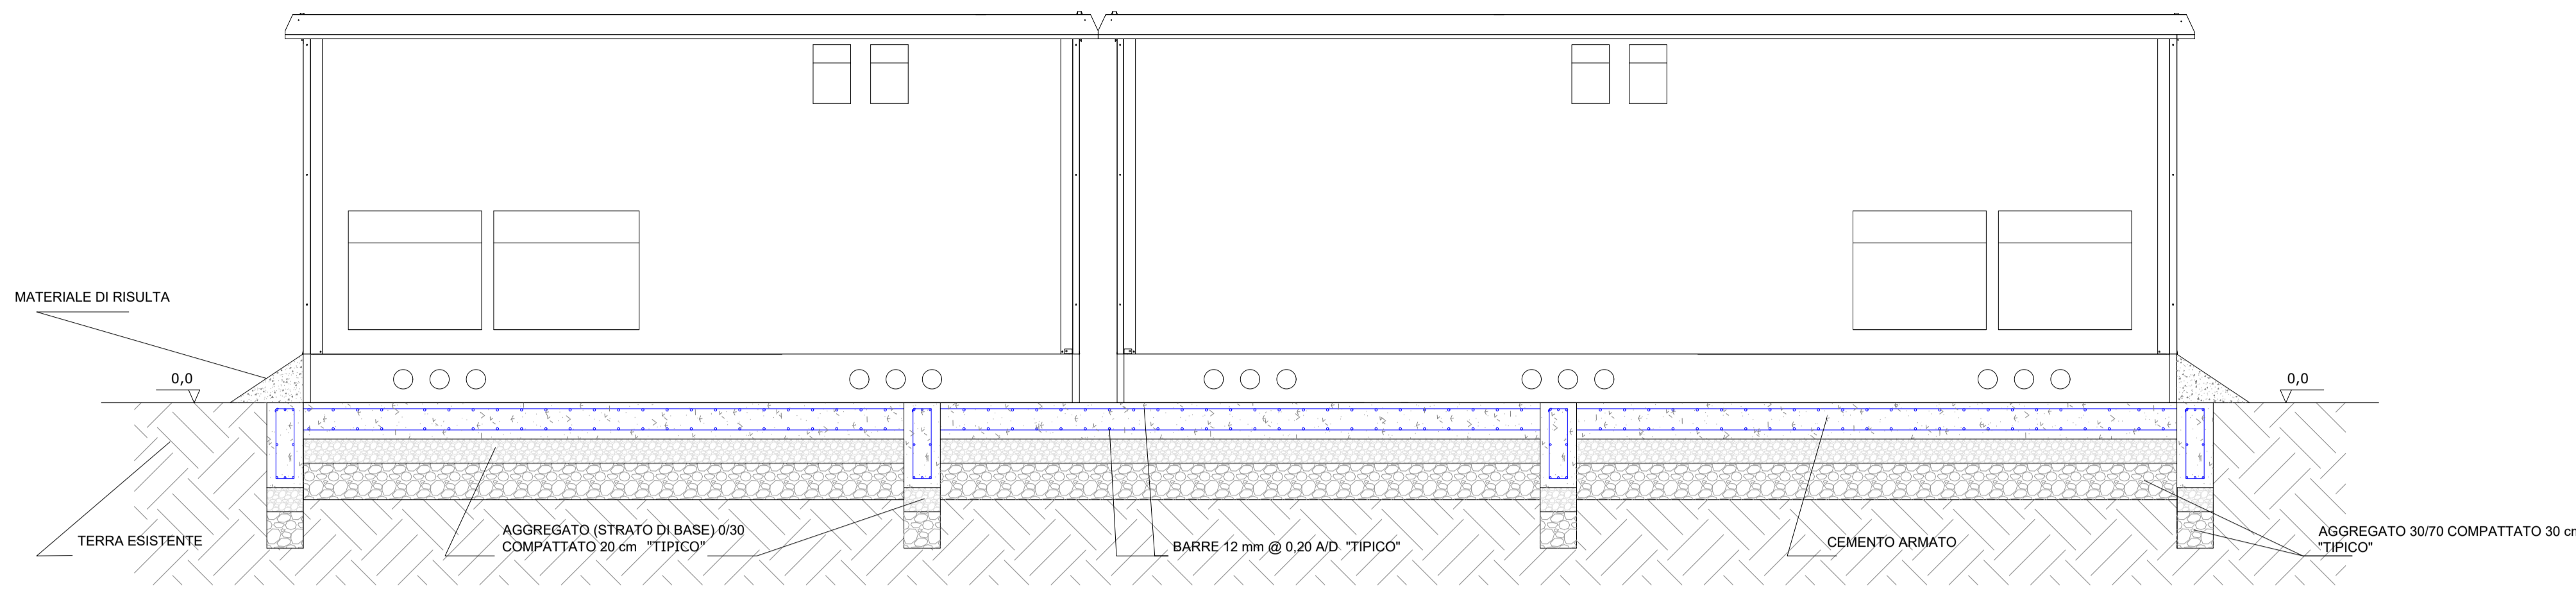 MATERIALE DI RISULTA
0,0
0,0
TERRA ESISTENTE
AGGREGATO (STRATO DI BASE) 0/30
COMPATTATO 20 cm "TIPICO"
BARRE 12 mm @ 0,20 A/D "TIPICO"
CEMENTO ARMATO
AGGREGATO 30/70 COMPATTATO 30 cm
"TIPICO"